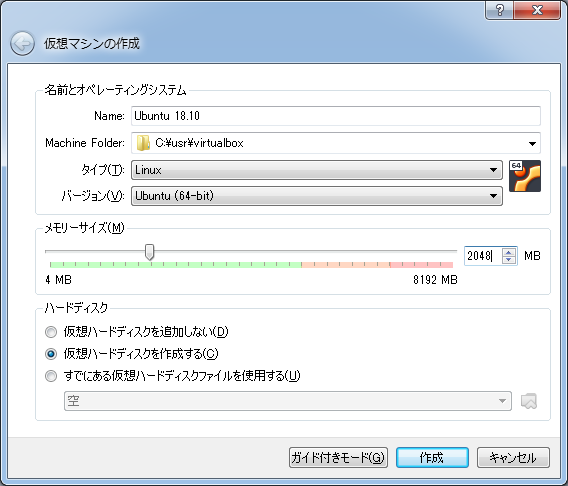 仮想マシンの作成
名前とオペレーティングシステム
Name: Ubuntu 18.10
Machine Folder: C:¥usr¥virtualbox
タイプ(T): Linux
64
バージョン(V): Ubuntu (64-bit)
メモリーサイズ(M)
2048 MB
4 MB 8192 MB
ハードディスク
仮想ハードディスクを追加しない(D)
仮想ハードディスクを作成する(C)
すでにある仮想ハードディスクファイルを使用する(U)
空
ガイド付きモード(G) 作成 キャンセル